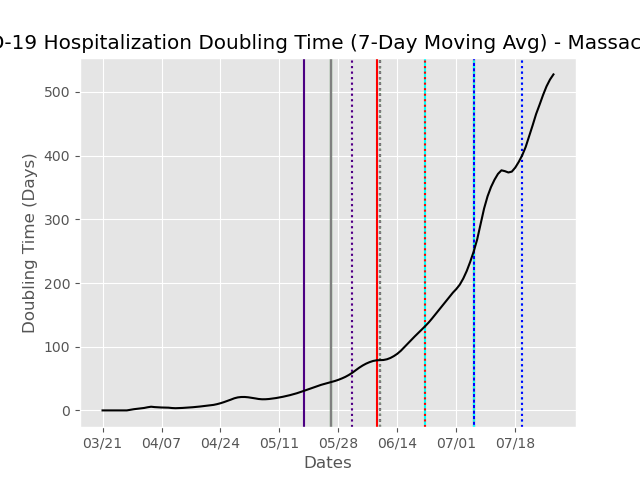 -19 Hospitalization Doubling Time (7-Day Moving Avg) - Massac
Doubling Time (Days)
500
400
300
200
100
0
03/21 04/07 04/24 05/11 05/28 06/14 07/01 07/18
Dates